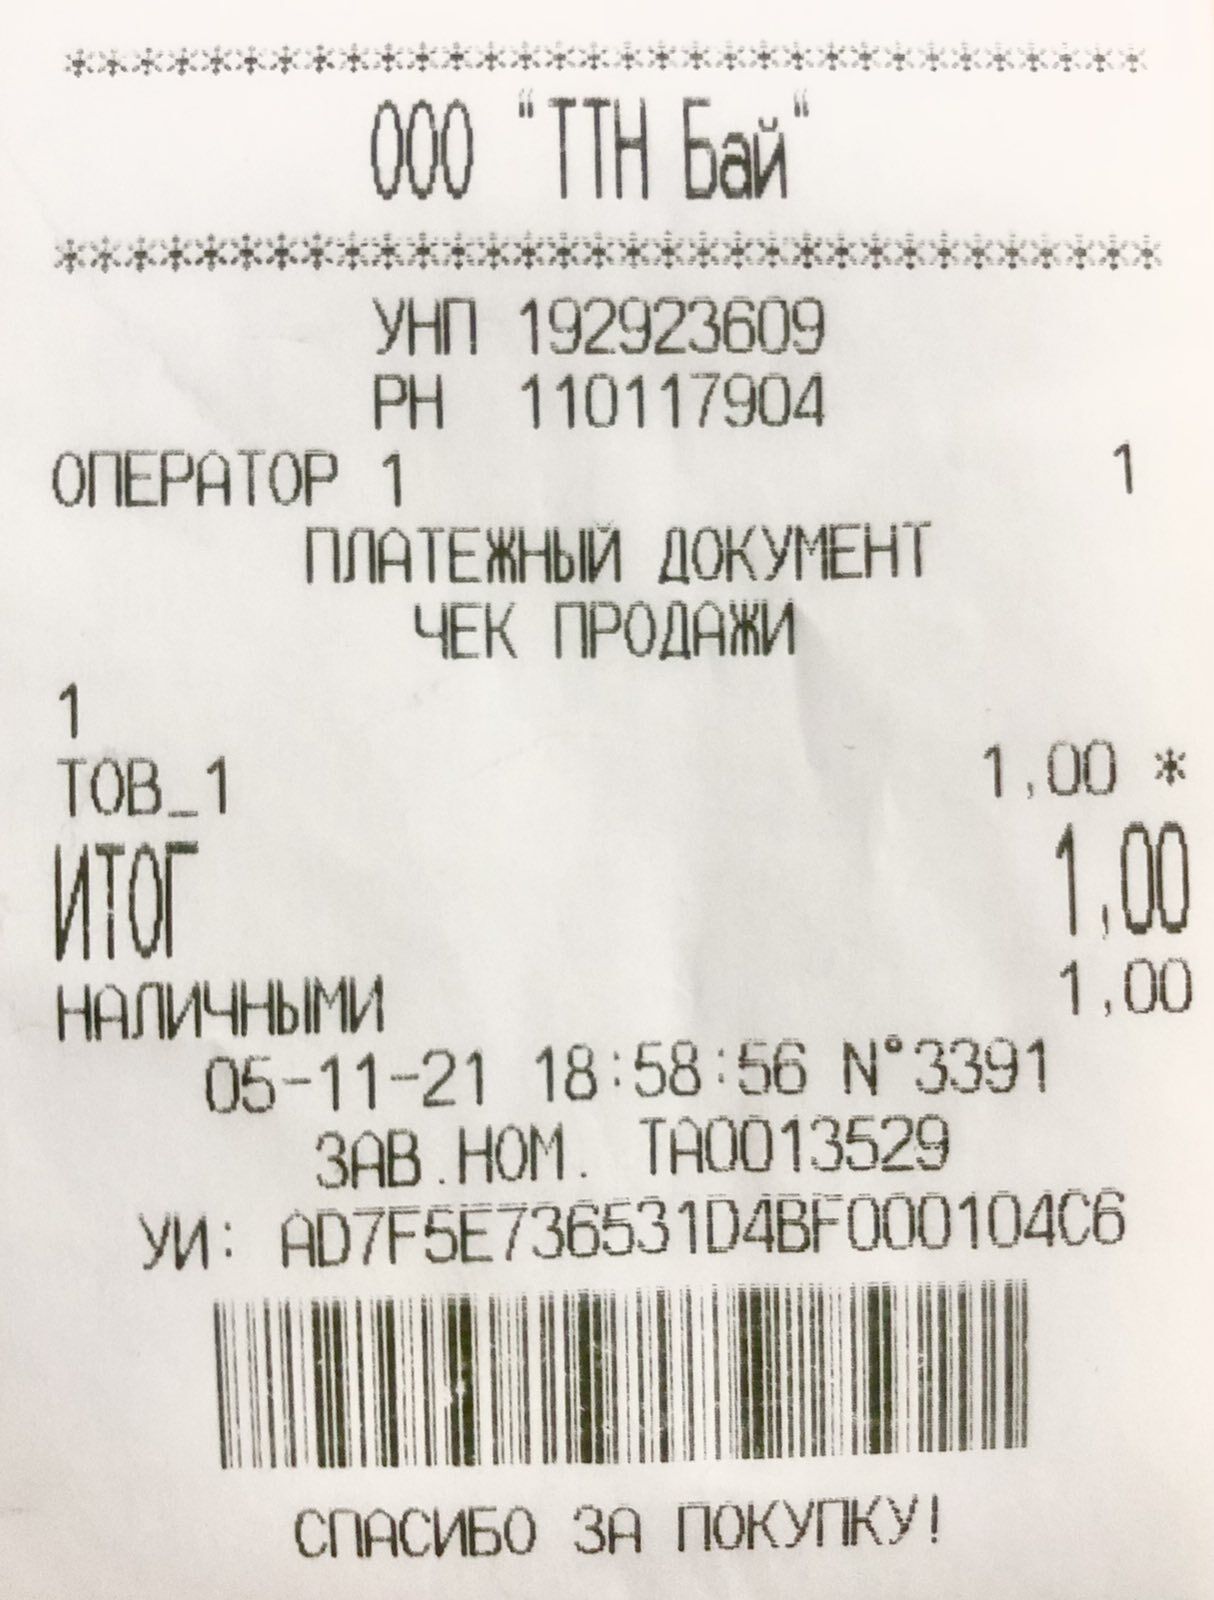 ********************************
ООО "ТТН Бай"
********************************
УНП 192923609
РН 110117904
ОПЕРАТОР 1 1
ПЛАТЕЖНЫЙ ДОКУМЕНТ
ЧЕК ПРОДАЖИ
1
ТОВ_1 1,00 *
ИТОГ 1,00
НАЛИЧНЫМИ 1,00
05-11-21 18:58:56 N°3391
ЗАВ.НОМ. ТА0013529
УИ: AD7F5E736531D4BF000104C6
СПАСИБО ЗА ПОКУПКУ!